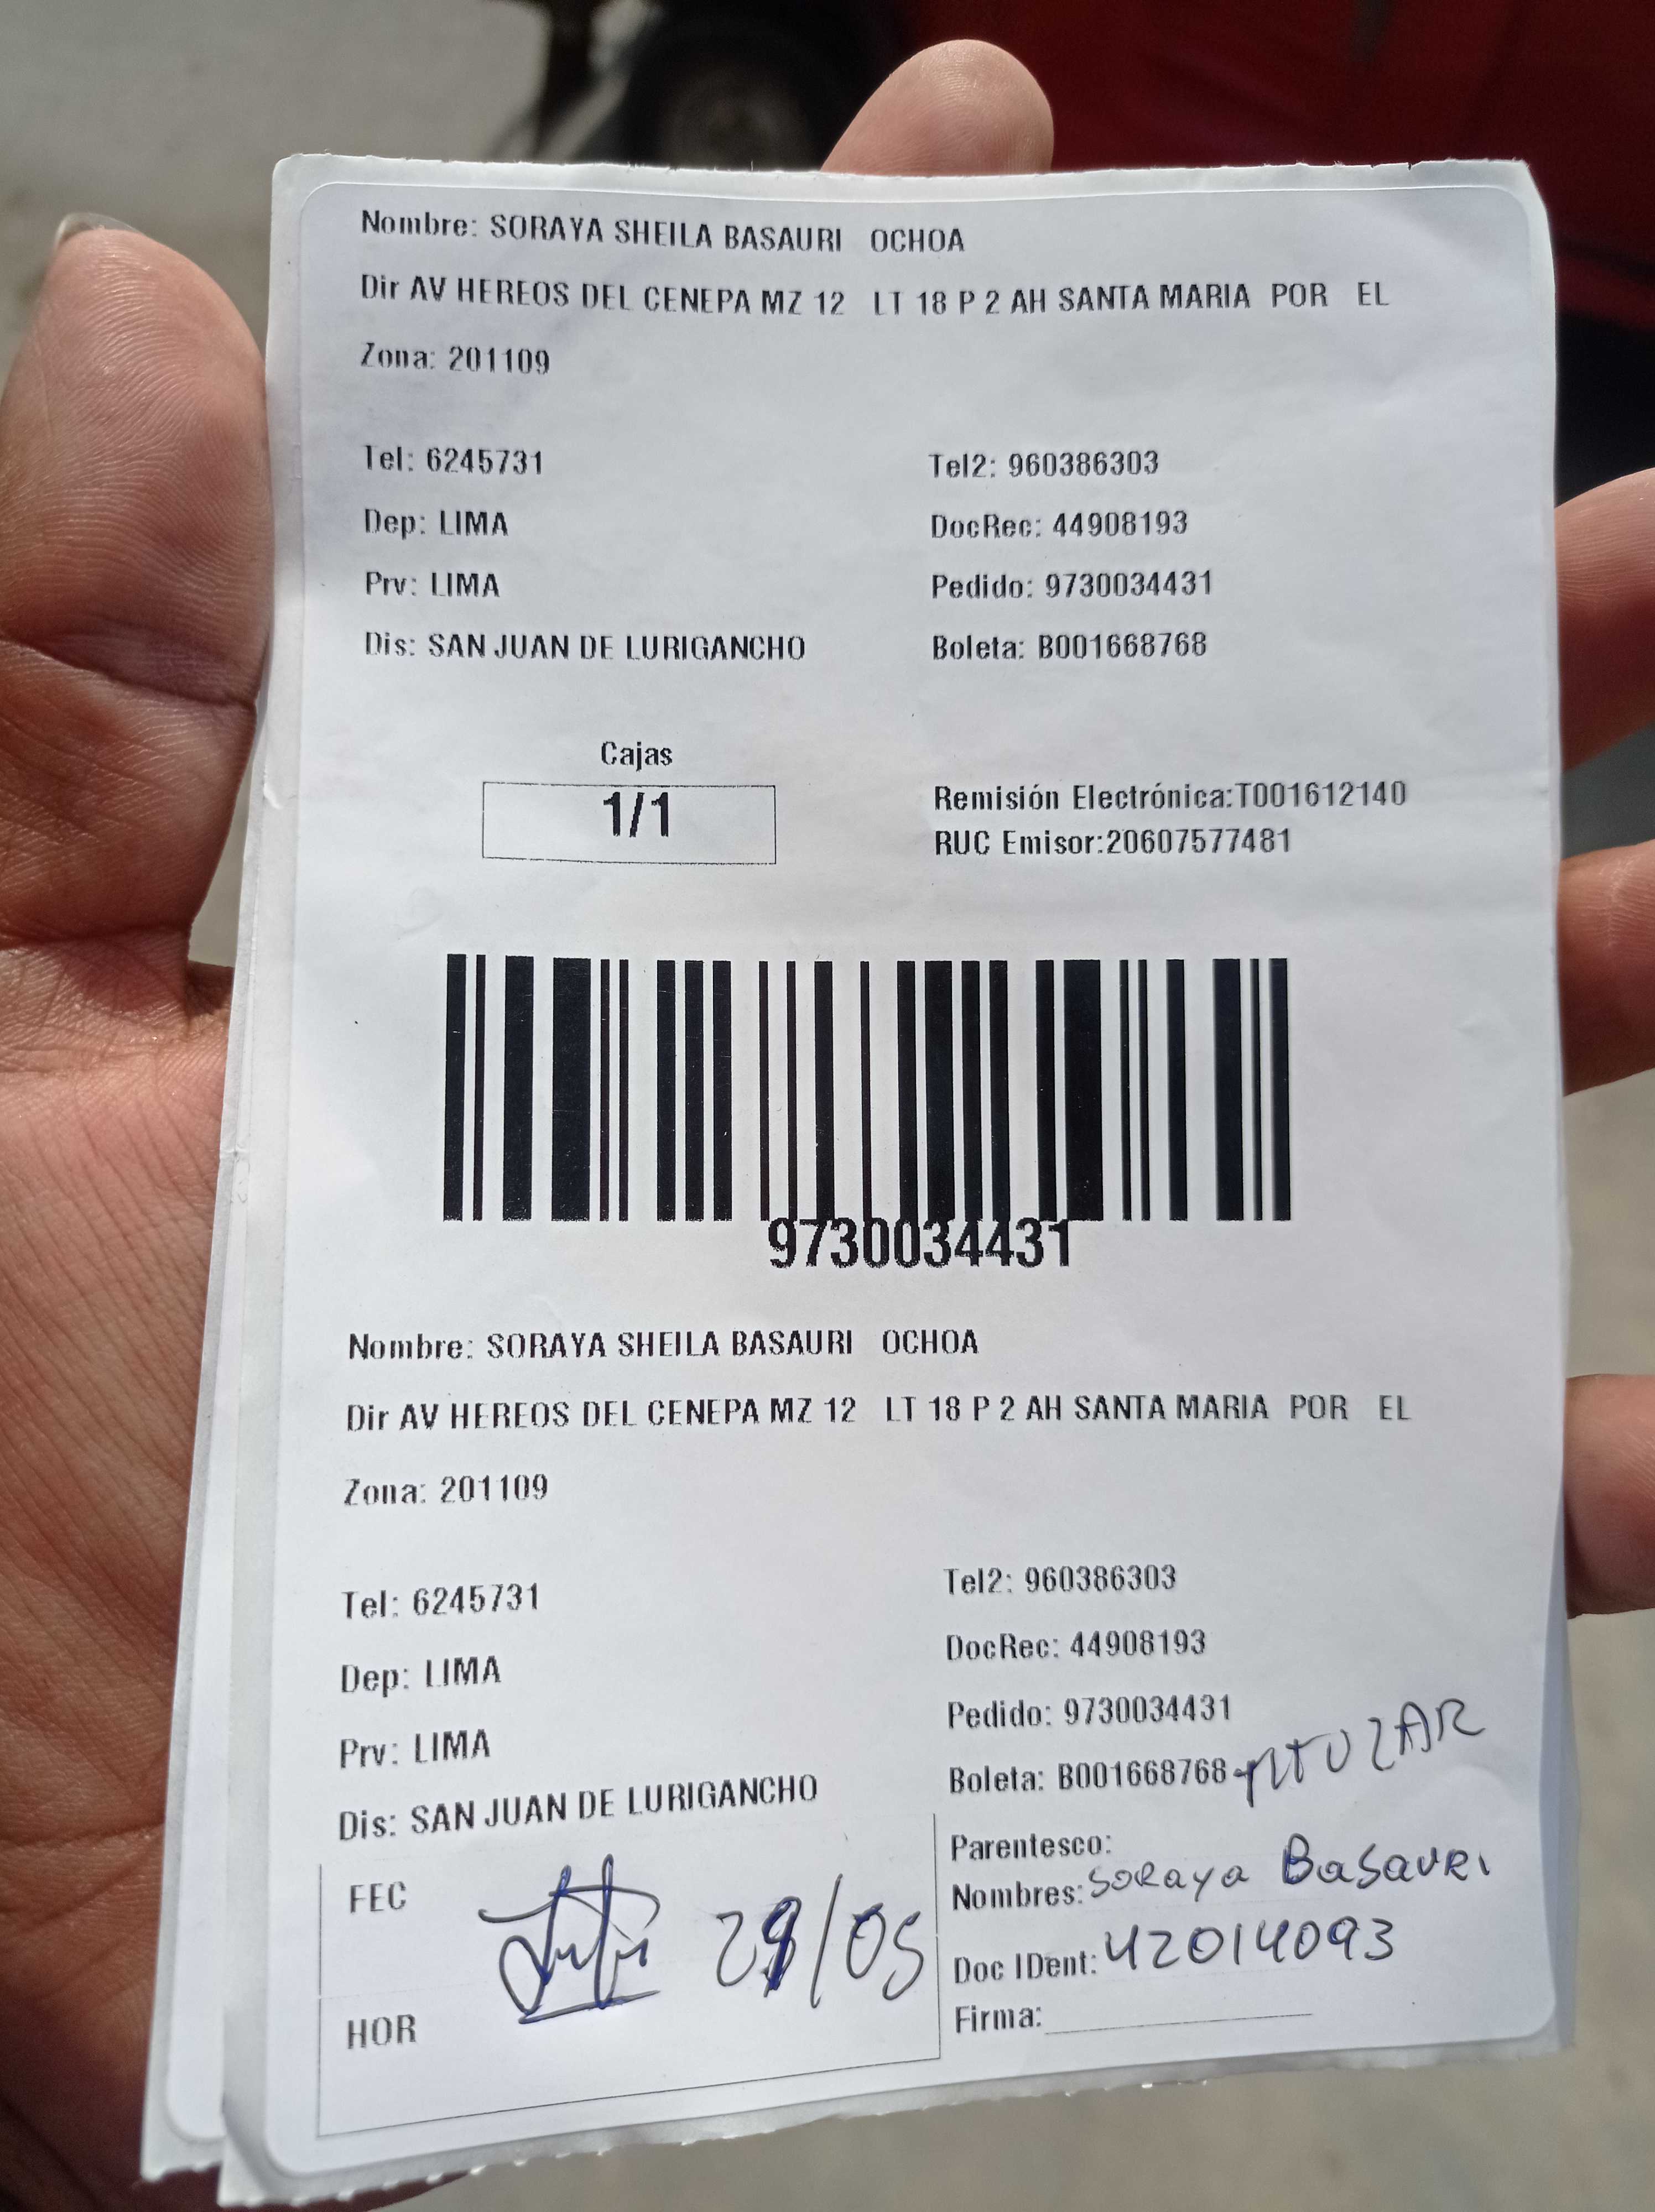 Nombre: SORAYA SHEILA BASAURI OCHOA
Dir AV HEREOS DEL CENEPA MZ 12 LT 18 P 2 AH SANTA MARIA POR EL
Zona: 201109
Tel: 6245731 Tel2: 960386303
Dep: LIMA DocRec: 44908193
Prv: LIMA Pedido: 9730034431
Dis: SAN JUAN DE LURIGANCHO Boleta: B001668768
Cajas
1/1
Remisión Electrónica:T001612140
RUC Emisor:20607577481
9730034431
Nombre: SORAYA SHEILA BASAURI OCHOA
Dir AV HEREOS DEL CENEPA MZ 12 LT 18 P 2 AH SANTA MARIA POR EL
Zona: 201109
Tel: 6245731 Tel2: 960386303
Dep: LIMA DocRec: 44908193
Prv: LIMA Pedido: 9730034431
Dis: SAN JUAN DE LURIGANCHO Boleta: B001668768
Parentesco:
FEC 29/05 Nombres: Soraya Basauri
Doc IDent: 42014093
HOR Firma: